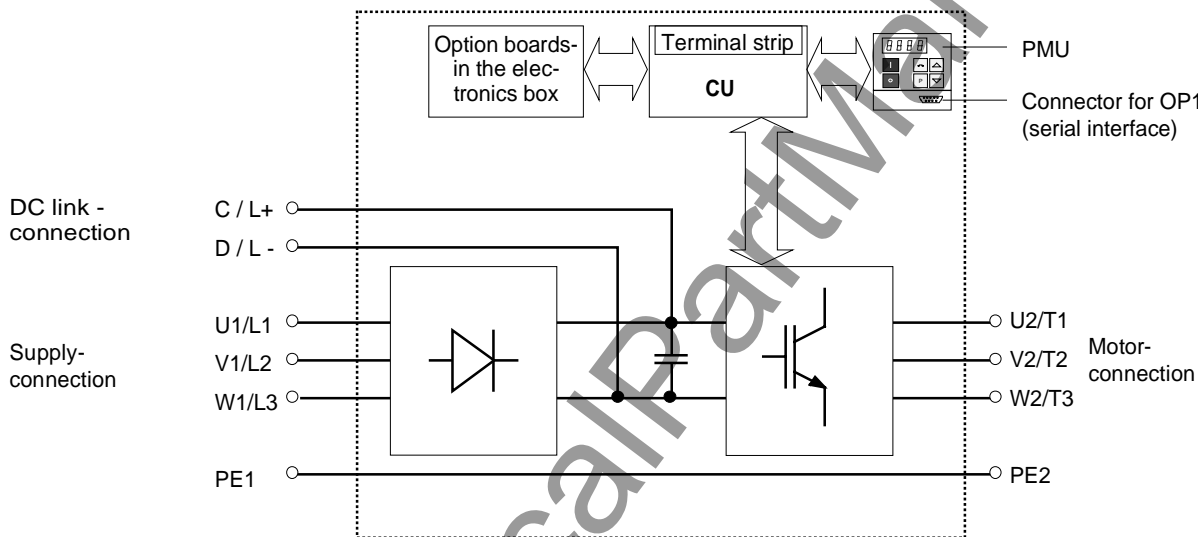 Option boards-
in the elec-
tronics box
Terminal strip
CU
PMU
Connector for OP1
(serial interface)
DC link -
connection
C / L+
D / L -
Supply-
connection
U1/L1
V1/L2
W1/L3
PE1
U2/T1
V2/T2
W2/T3
PE2
Motor-
connection
8888
I
O
P
calPartMa